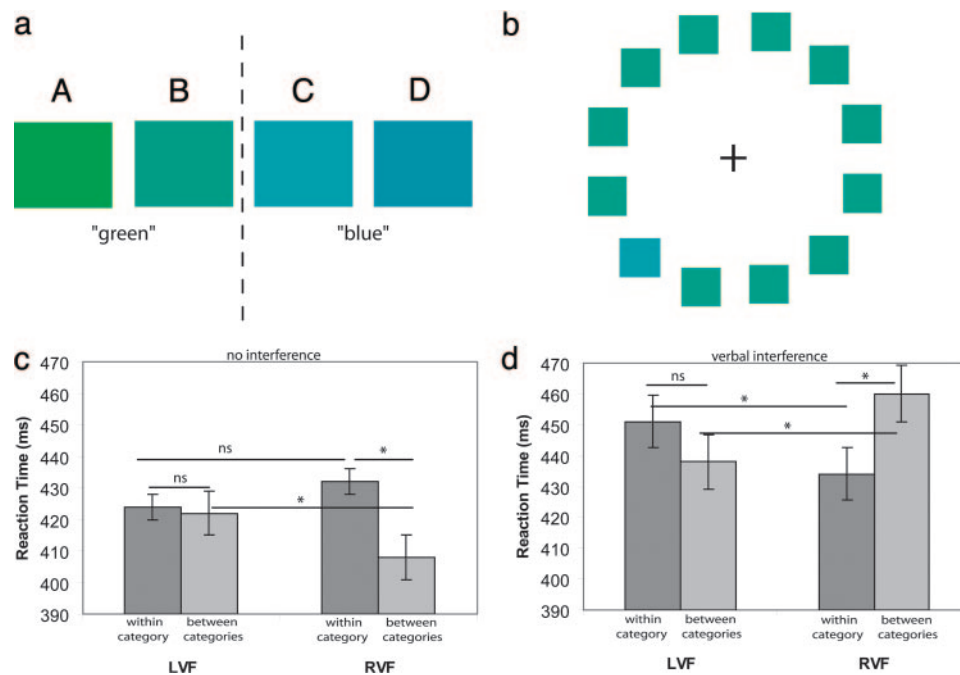 a
A B C D
"green" "blue"
b
c
no interference
Reaction Time (ms)
470
460
450
440
430
420
410
400
390
ns
ns
*
*
within category between categories within category between categories
LVF RVF
d
verbal interference
Reaction Time (ms)
470
460
450
440
430
420
410
400
390
ns
*
*
*
within category between categories within category between categories
LVF RVF